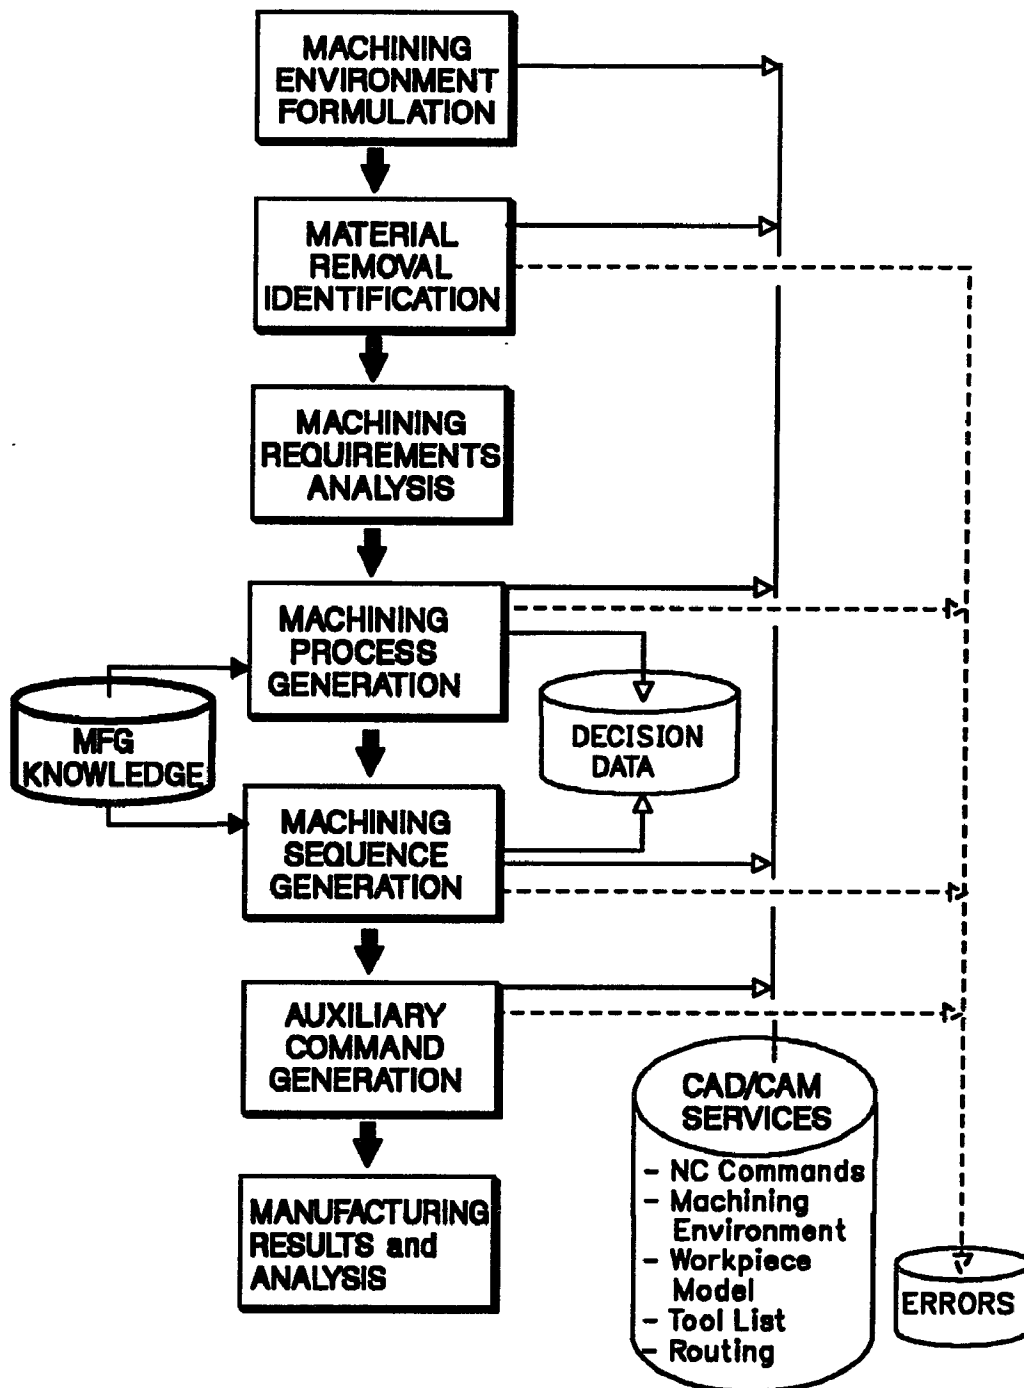 MACHINING
ENVIRONMENT
FORMULATION
MATERIAL
REMOVAL
IDENTIFICATION
MACHINING
REQUIREMENTS
ANALYSIS
MACHINING
PROCESS
GENERATION
MFG
KNOWLEDGE
DECISION
DATA
MACHINING
SEQUENCE
GENERATION
AUXILIARY
COMMAND
GENERATION
MANUFACTURING
RESULTS and
ANALYSIS
CAD/CAM
SERVICES
- NC Commands
- Machining
Environment
- Workpiece
Model
- Tool List
- Routing
ERRORS